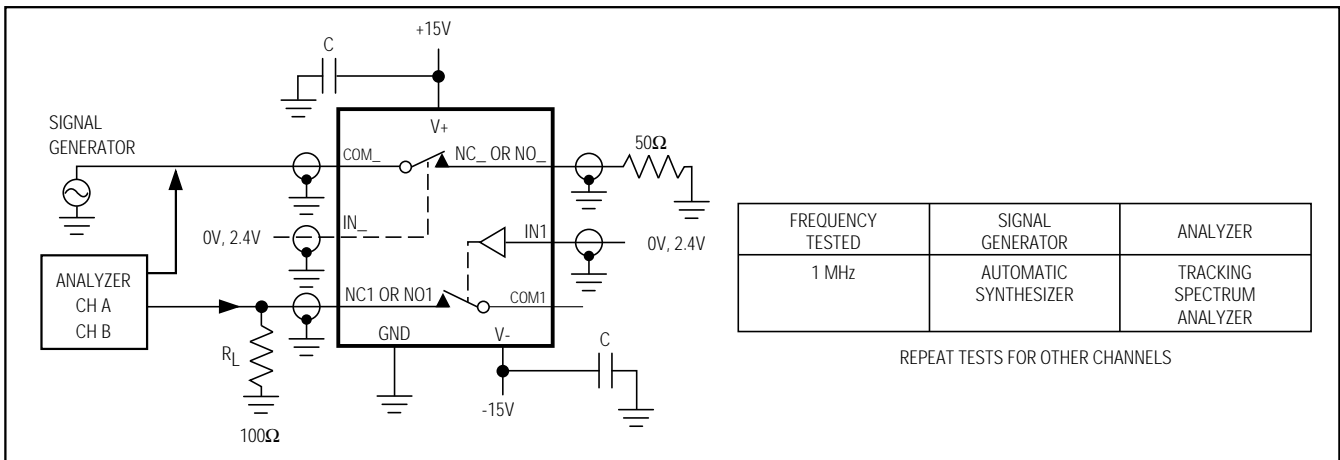 +15V
C
SIGNAL
GENERATOR
V+
50Ω
COM_
NC_ OR NO_
IN_
0V, 2.4V
IN1
0V, 2.4V
ANALYZER
CH A
CH B
NC1 OR NO1
COM1
RL
GND
V-
C
-15V
100Ω
FREQUENCY
TESTED
SIGNAL
GENERATOR
ANALYZER
1 MHz
AUTOMATIC
SYNTHESIZER
TRACKING
SPECTRUM
ANALYZER
REPEAT TESTS FOR OTHER CHANNELS